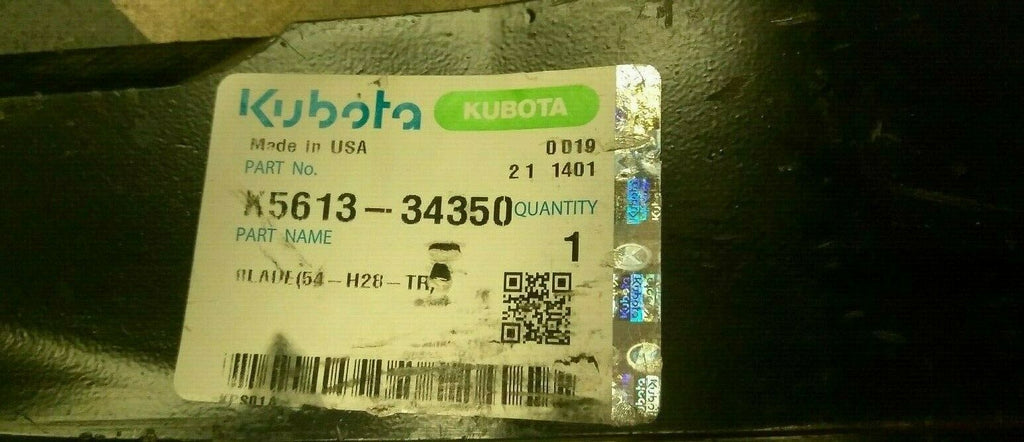 Kubota KUBOTA
Made in USA 0D19
PART No. 21 1401
K5613-34350 QUANTITY
PART NAME 1
BLADE(54-H28-TR)